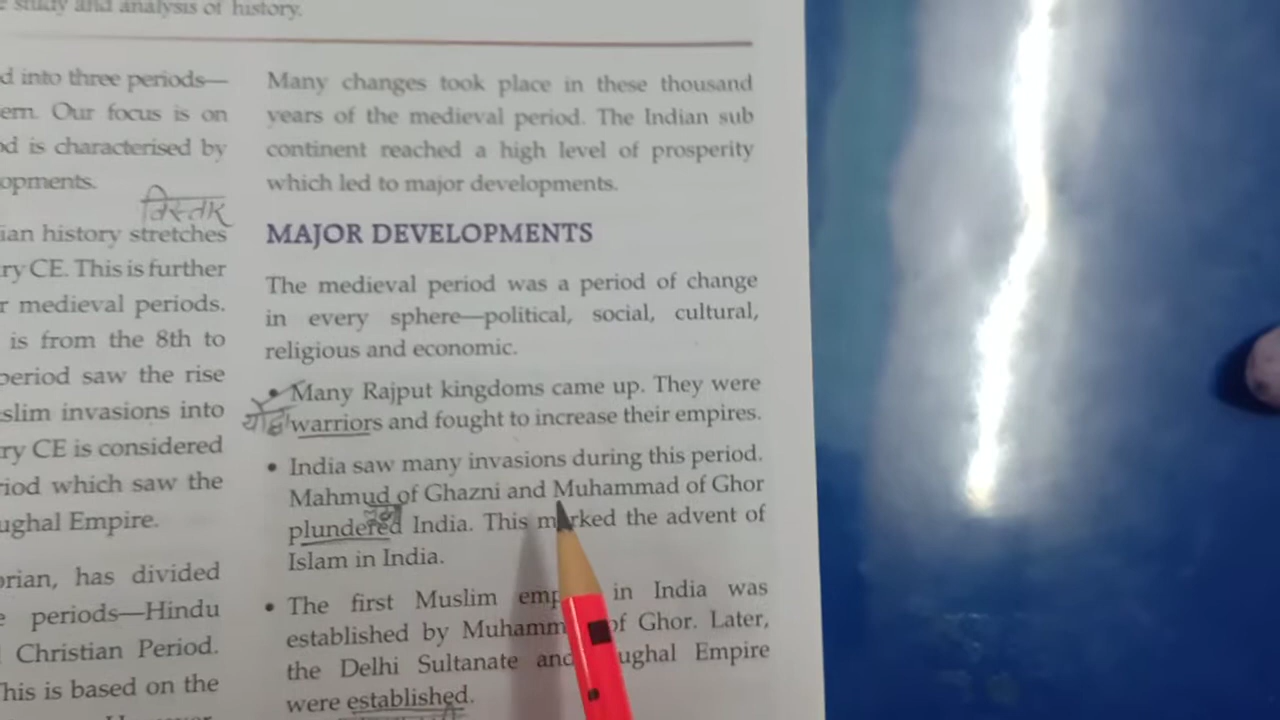 study and analysis of history.
d into three periods—
ern. Our focus is on
od is characterised by
opments.
विस्तार
ian history stretches
ry CE. This is further
r medieval periods.
is from the 8th to
period saw the rise
slim invasions into
ry CE is considered
riod which saw the
ughal Empire.
orian, has divided
e periods—Hindu
Christian Period.
This is based on the
Many changes took place in these thousand
years of the medieval period. The Indian sub
continent reached a high level of prosperity
which led to major developments.
MAJOR DEVELOPMENTS
The medieval period was a period of change
in every sphere—political, social, cultural,
religious and economic.
• Many Rajput kingdoms came up. They were
warriors and fought to increase their empires.
• India saw many invasions during this period.
Mahmud of Ghazni and Muhammad of Ghor
plundered India. This marked the advent of
Islam in India.
• The first Muslim emp in India was
established by Muhamm of Ghor. Later,
the Delhi Sultanate and ughal Empire
were established.